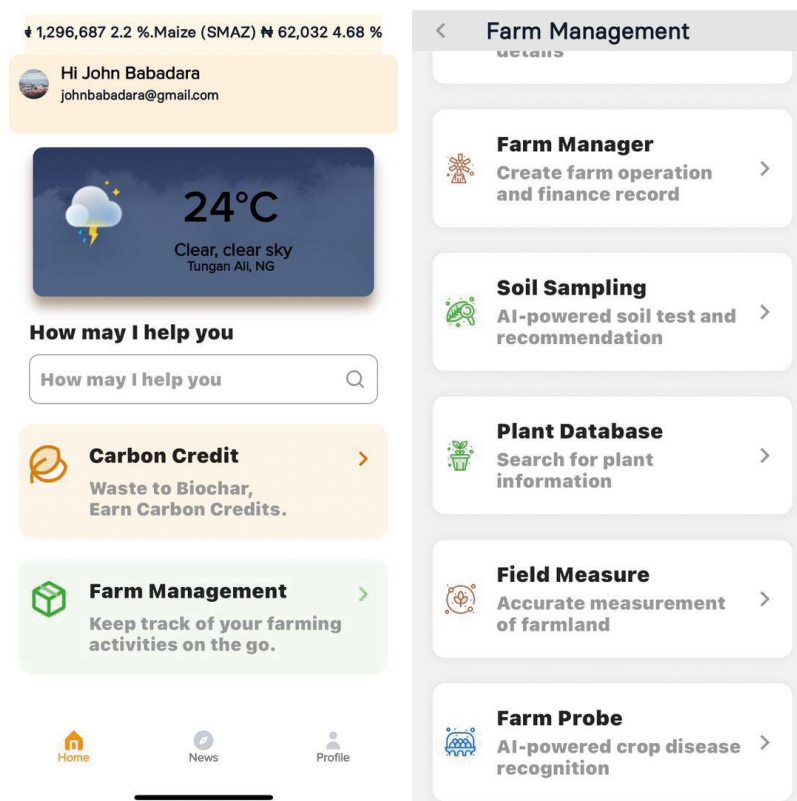 ₦ 1,296,687 2.2 %.Maize (SMAZ) ₦ 62,032 4.68 %
Hi John Babadara
johnbabadara@gmail.com
24°C
Clear, clear sky
Tungan Ali, NG
How may I help you
How may I help you
Carbon Credit
Waste to Biochar,
Earn Carbon Credits.
Farm Management
Keep track of your farming
activities on the go.
Home
News
Profile
Farm Management
details
Farm Manager
Create farm operation
and finance record
Soil Sampling
AI-powered soil test and
recommendation
Plant Database
Search for plant
information
Field Measure
Accurate measurement
of farmland
Farm Probe
AI-powered crop disease
recognition